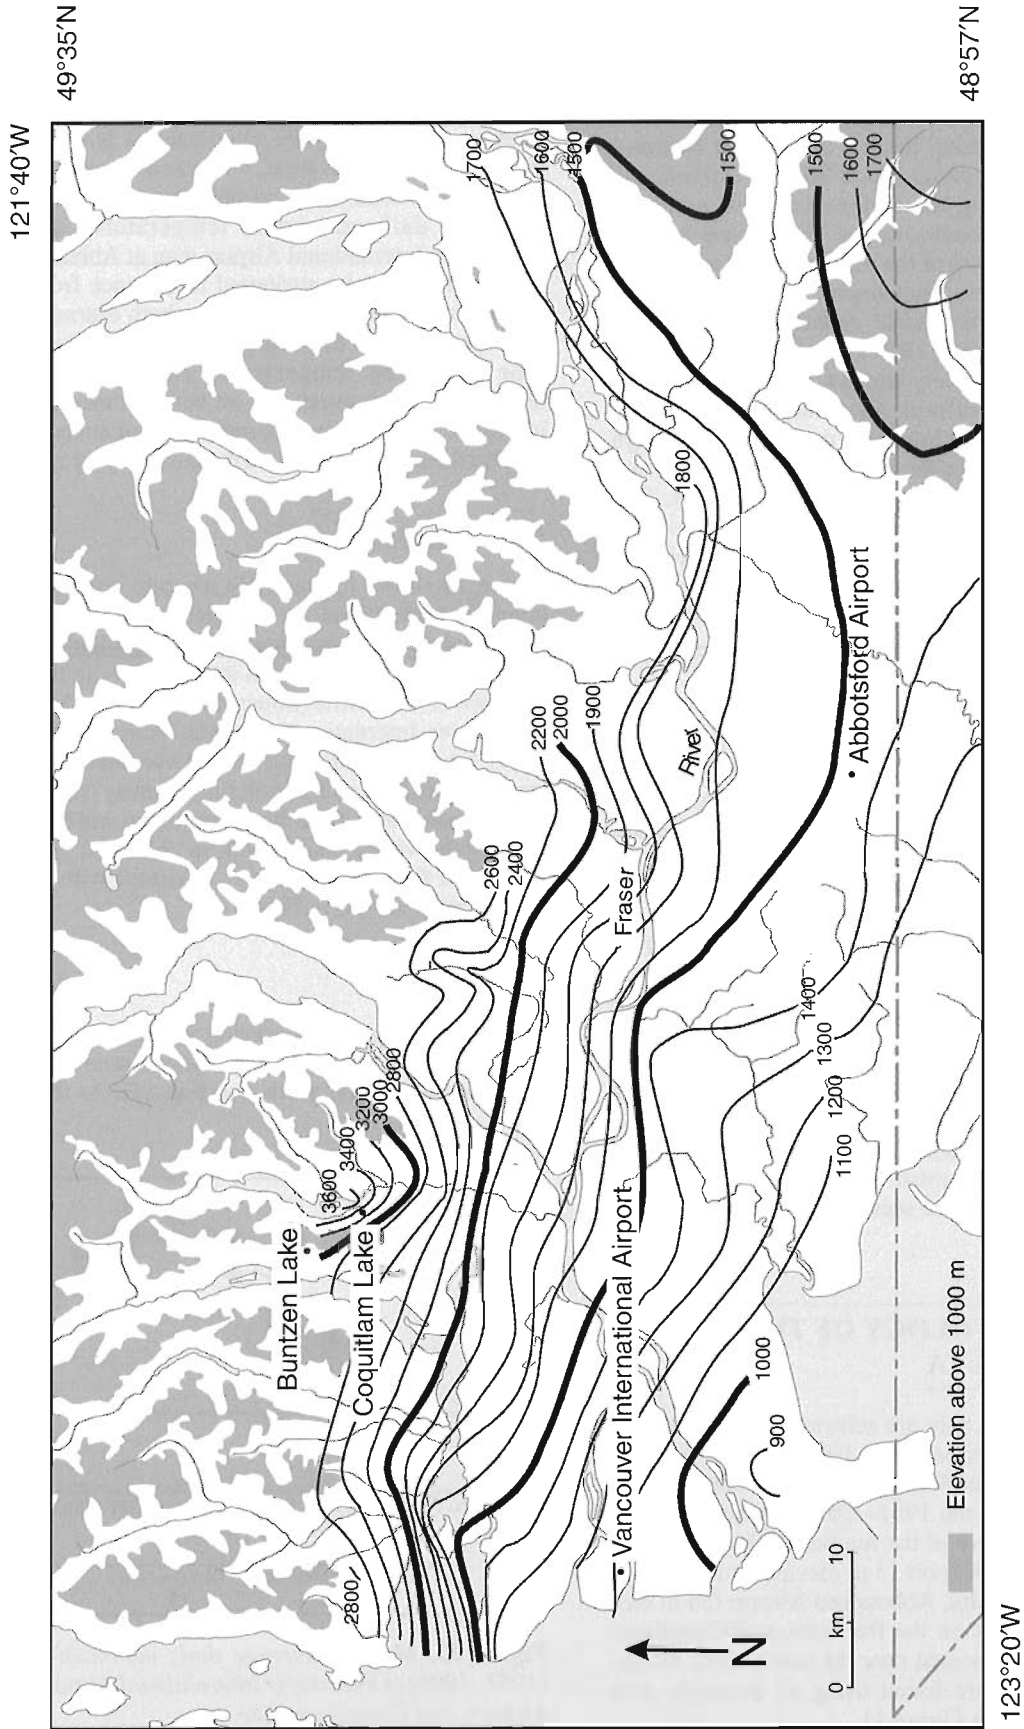 49°35′N
48°57′N
121°40′W
123°20′W
1700
1600
1500
1500
1500
1600
1700
1800
2200
2000
1900
2600
2400
2800
3000
3200
3400
3600
2800
1400
1300
1200
1100
1000
900
Buntzen Lake
Coquitlam Lake
Fraser
River
Abbotsford Airport
Vancouver International Airport
N
0 km 10
Elevation above 1000 m